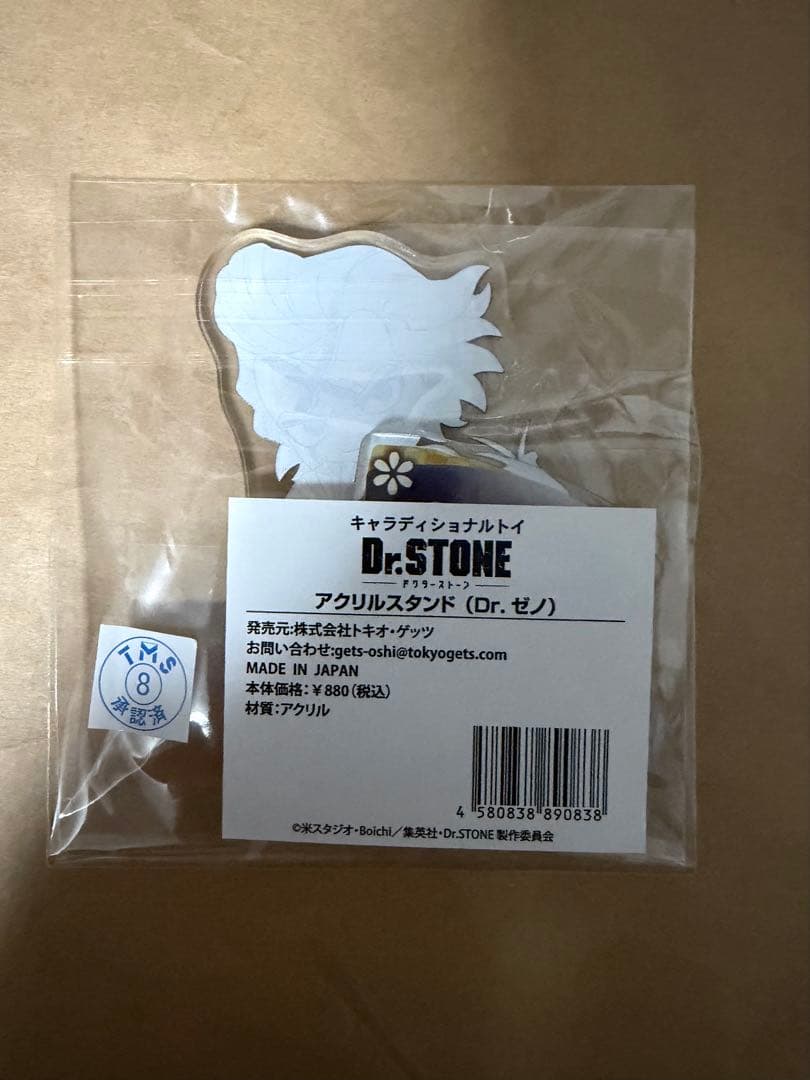 キャラディショナルトイ
Dr.STONE
ドクターストーン
アクリルスタンド（Dr. ゼノ）
発売元:株式会社トキオ・ゲッツ
お問い合わせ:gets-oshi@tokyogets.com
MADE IN JAPAN
本体価格:￥880(税込)
材質:アクリル
4 580838 890838
©米スタジオ・Boichi／集英社・Dr.STONE 製作委員会
TMS
8
承認済